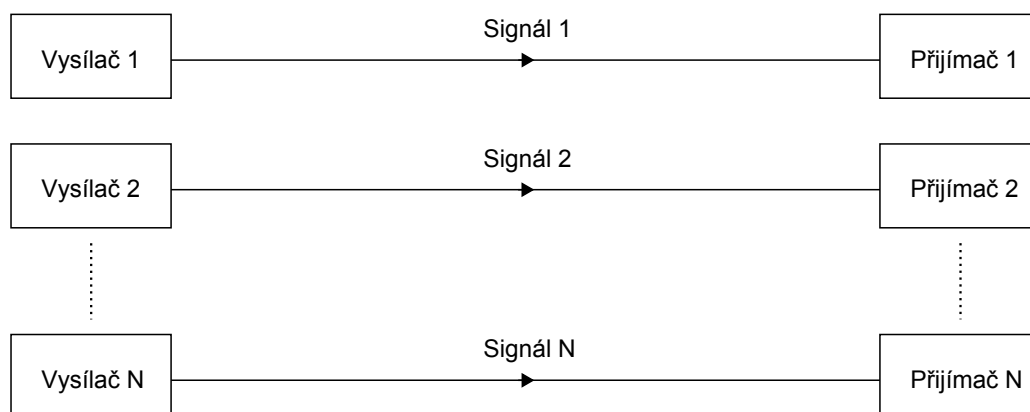 Signál 1
Vysílač 1
Přijímač 1
Signál 2
Vysílač 2
Přijímač 2
Signál N
Vysílač N
Přijímač N